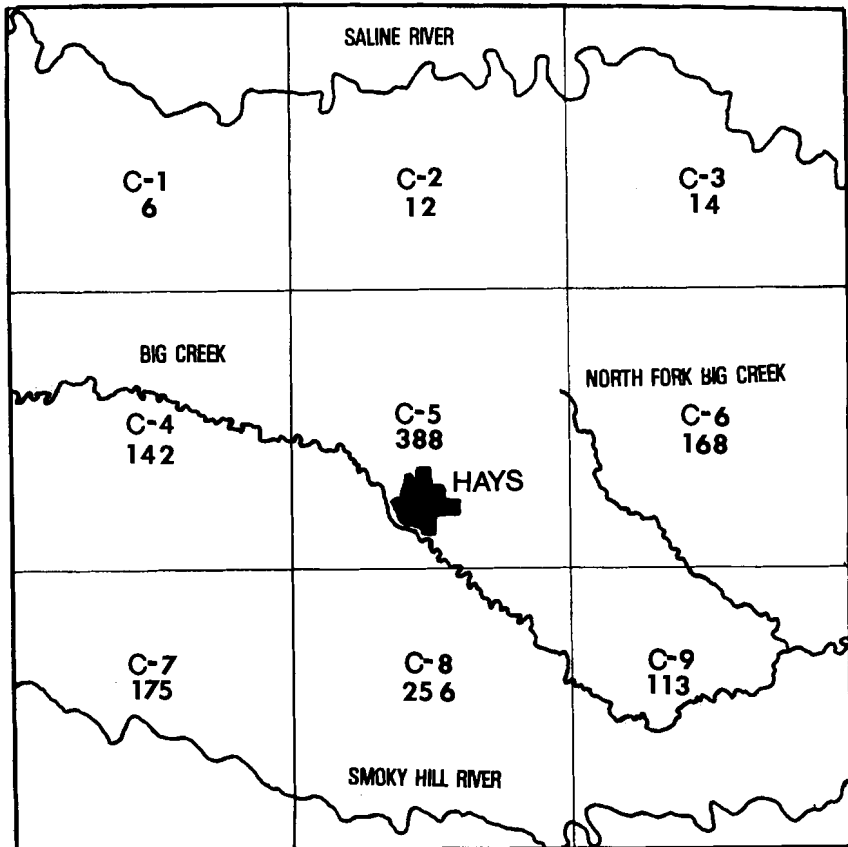 SALINE RIVER
C-1
6
C-2
12
C-3
14
BIG CREEK
NORTH FORK BIG CREEK
C-4
142
C-5
388
C-6
168
HAYS
C-7
175
C-8
256
C-9
113
SMOKY HILL RIVER